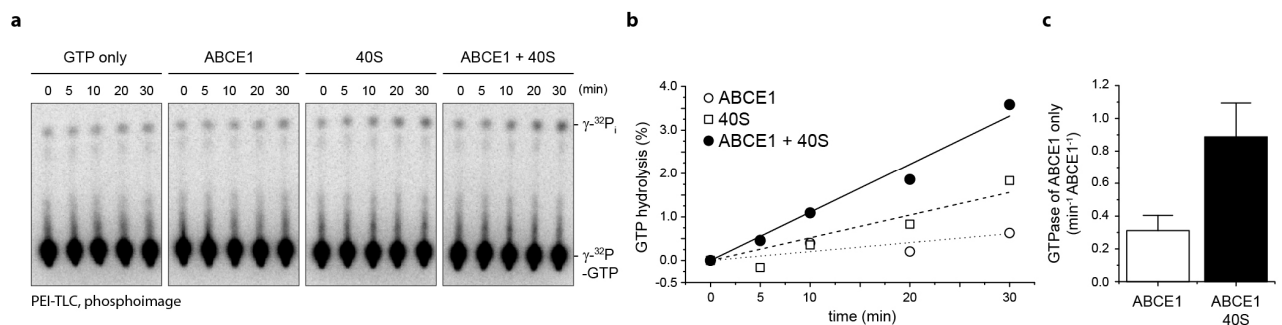 a
GTP only
ABCE1
40S
ABCE1 + 40S
0 5 10 20 30
0 5 10 20 30
0 5 10 20 30
0 5 10 20 30 (min)
γ-³²Pᵢ
γ-³²P
-GTP
PEI-TLC, phosphoimage
b
GTP hydrolysis (%)
4.0
3.0
2.0
1.0
0.0
-0.5
ABCE1
40S
ABCE1 + 40S
0 5 10 20 30
time (min)
c
GTPase of ABCE1 only
(min⁻¹ ABCE1⁻¹)
1.2
1.0
0.8
0.6
0.4
0.2
0.0
ABCE1
ABCE1
40S